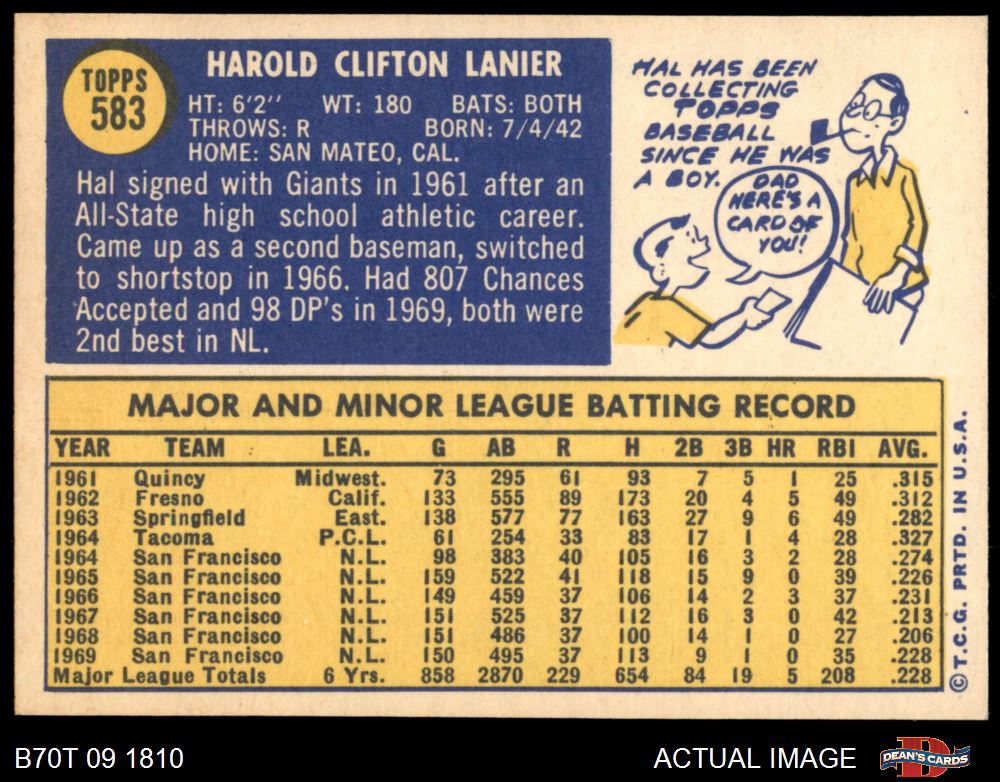 TOPPS
583
HAROLD CLIFTON LANIER
HT: 6'2'' WT: 180 BATS: BOTH
THROWS: R BORN: 7/4/42
HOME: SAN MATEO, CAL.
Hal signed with Giants in 1961 after an
All-State high school athletic career.
Came up as a second baseman, switched
to shortstop in 1966. Had 807 Chances
Accepted and 98 DP's in 1969, both were
2nd best in NL.
HAL HAS BEEN
COLLECTING
TOPPS
BASEBALL
SINCE HE WAS
A BOY.
DAD
HERE'S A
CARD OF
YOU!
MAJOR AND MINOR LEAGUE BATTING RECORD
YEAR TEAM LEA. G AB R H 2B 3B HR RBI AVG.
1961 Quincy Midwest. 73 295 61 93 7 5 1 25 .315
1962 Fresno Calif. 133 555 89 173 20 4 5 49 .312
1963 Springfield East. 138 577 77 163 27 9 6 49 .282
1964 Tacoma P.C.L. 61 254 33 83 17 1 4 28 .327
1964 San Francisco N.L. 98 383 40 105 16 3 2 28 .274
1965 San Francisco N.L. 159 522 41 118 15 9 0 39 .226
1966 San Francisco N.L. 149 459 37 106 14 2 3 37 .231
1967 San Francisco N.L. 151 525 37 112 16 3 0 42 .213
1968 San Francisco N.L. 151 486 37 100 14 1 0 27 .206
1969 San Francisco N.L. 150 495 37 113 9 1 0 35 .228
Major League Totals 6 Yrs. 858 2870 229 654 84 19 5 208 .228
©T.C.G. PRTD. IN U.S.A.
B70T 09 1810
ACTUAL IMAGE
D
DEAN'S CARDS